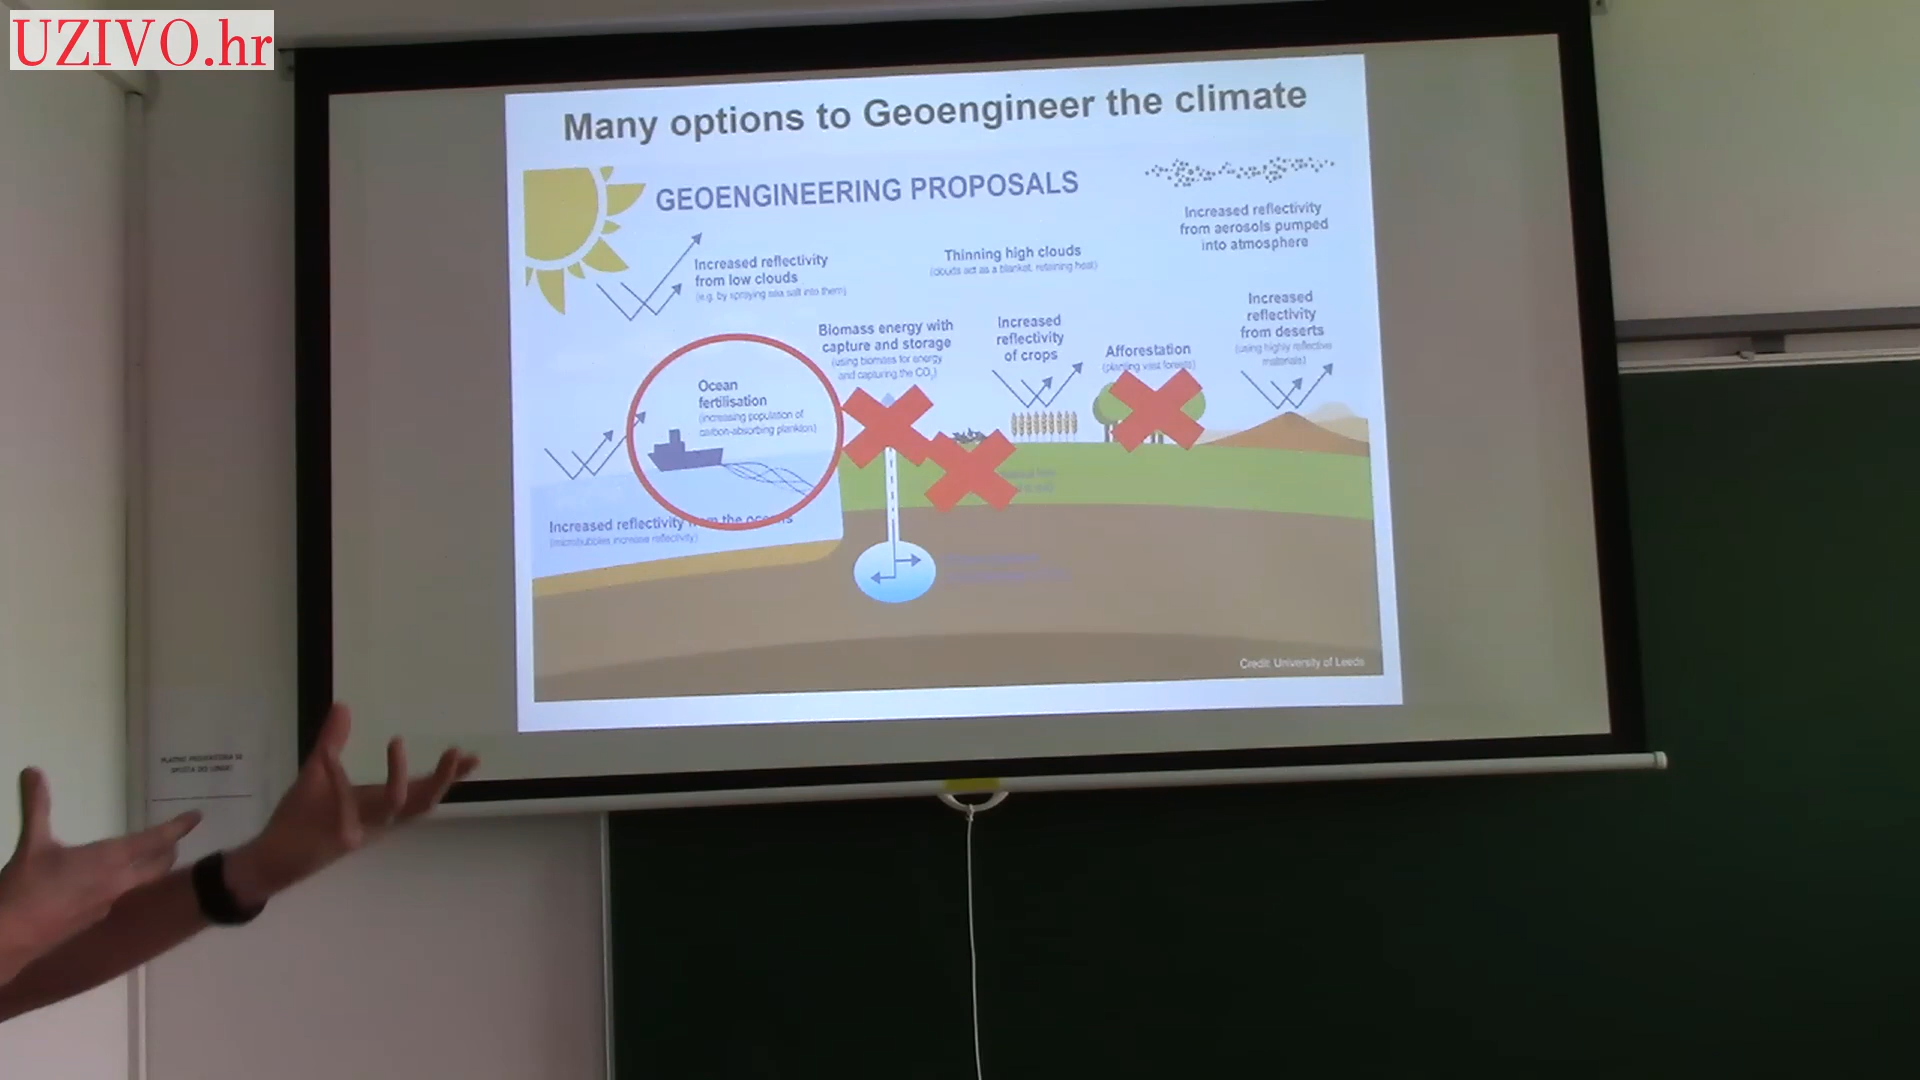 UZIVO.hr
Many options to Geoengineer the climate
GEOENGINEERING PROPOSALS
Increased reflectivity
from aerosols pumped
into atmosphere
Increased reflectivity
from low clouds
(e.g. by spraying sea salt into them)
Thinning high clouds
(clouds act as a blanket, retaining heat)
Increased
reflectivity
from deserts
(using highly reflective
materials)
Biomass energy with
capture and storage
(using biomass for energy
and capturing the CO₂)
Increased
reflectivity
of crops
Afforestation
(planting vast forests)
Ocean
fertilisation
(increasing population of
carbon-absorbing plankton)
Increased reflectivity from the oceans
(microbubbles increase reflectivity)
Credit: University of Leeds